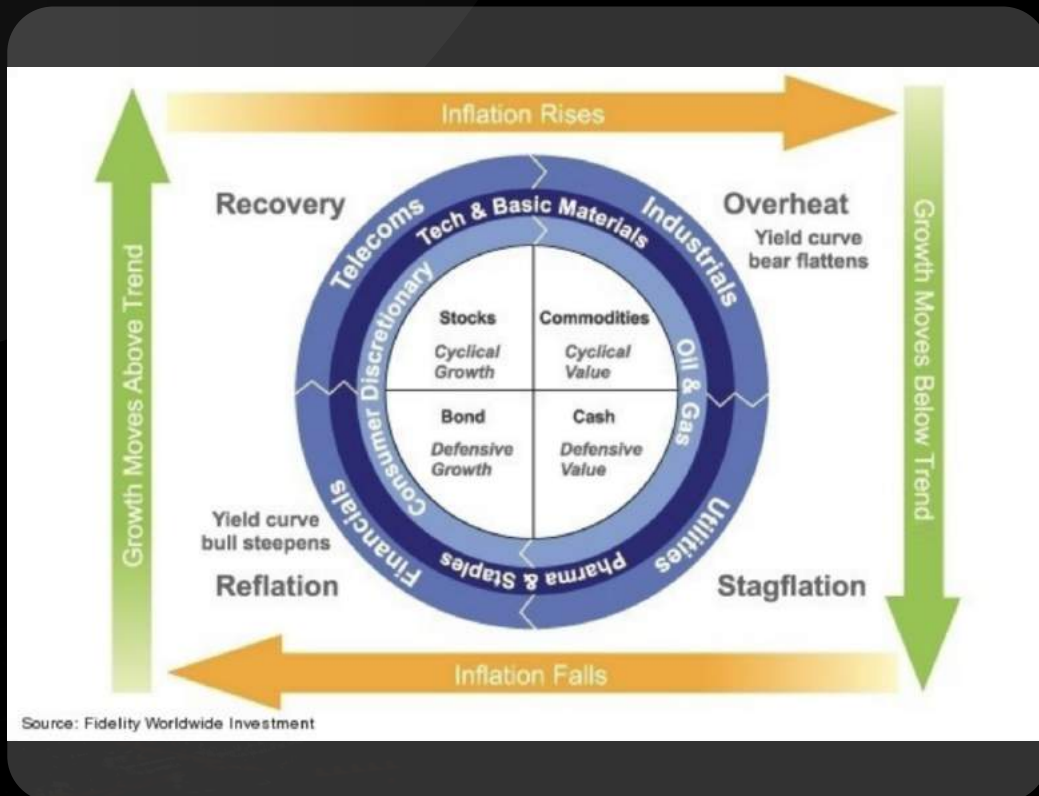 Inflation Rises
Growth Moves Above Trend
Growth Moves Below Trend
Recovery
Overheat
Yield curve
bear flattens
Telecoms
Tech & Basic Materials
Industrials
Consumer Discretionary
Oil & Gas
Stocks
Cyclical
Growth
Commodities
Cyclical
Value
Bond
Defensive
Growth
Cash
Defensive
Value
Yield curve
bull steepens
Reflation
Financials
Pharma & Staples
Utilities
Stagflation
Inflation Falls
Source: Fidelity Worldwide Investment